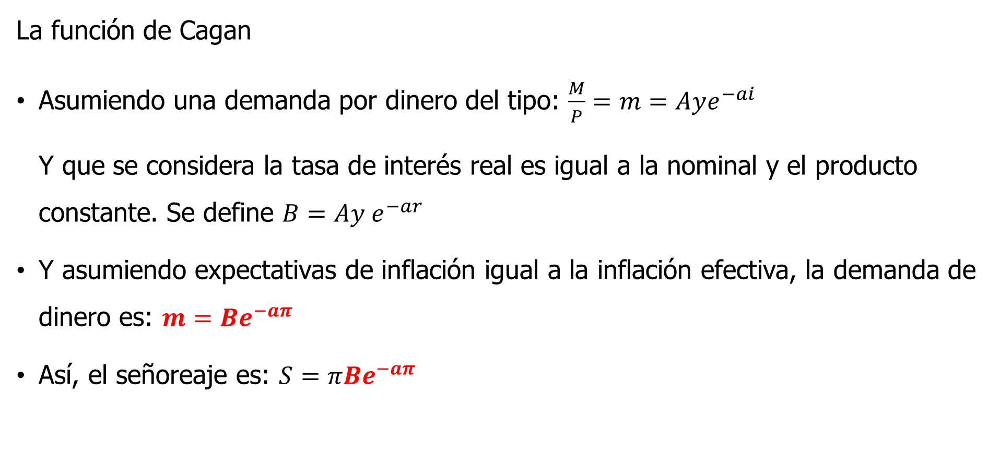 La función de Cagan
• Asumiendo una demanda por dinero del tipo: $\frac{M}{P} = m = Aye^{-ai}$
Y que se considera la tasa de interés real es igual a la nominal y el producto
constante. Se define $B = Ay\,e^{-ar}$
• Y asumiendo expectativas de inflación igual a la inflación efectiva, la demanda de
dinero es: $m = Be^{-a\pi}$
• Así, el señoreaje es: $S = \pi Be^{-a\pi}$